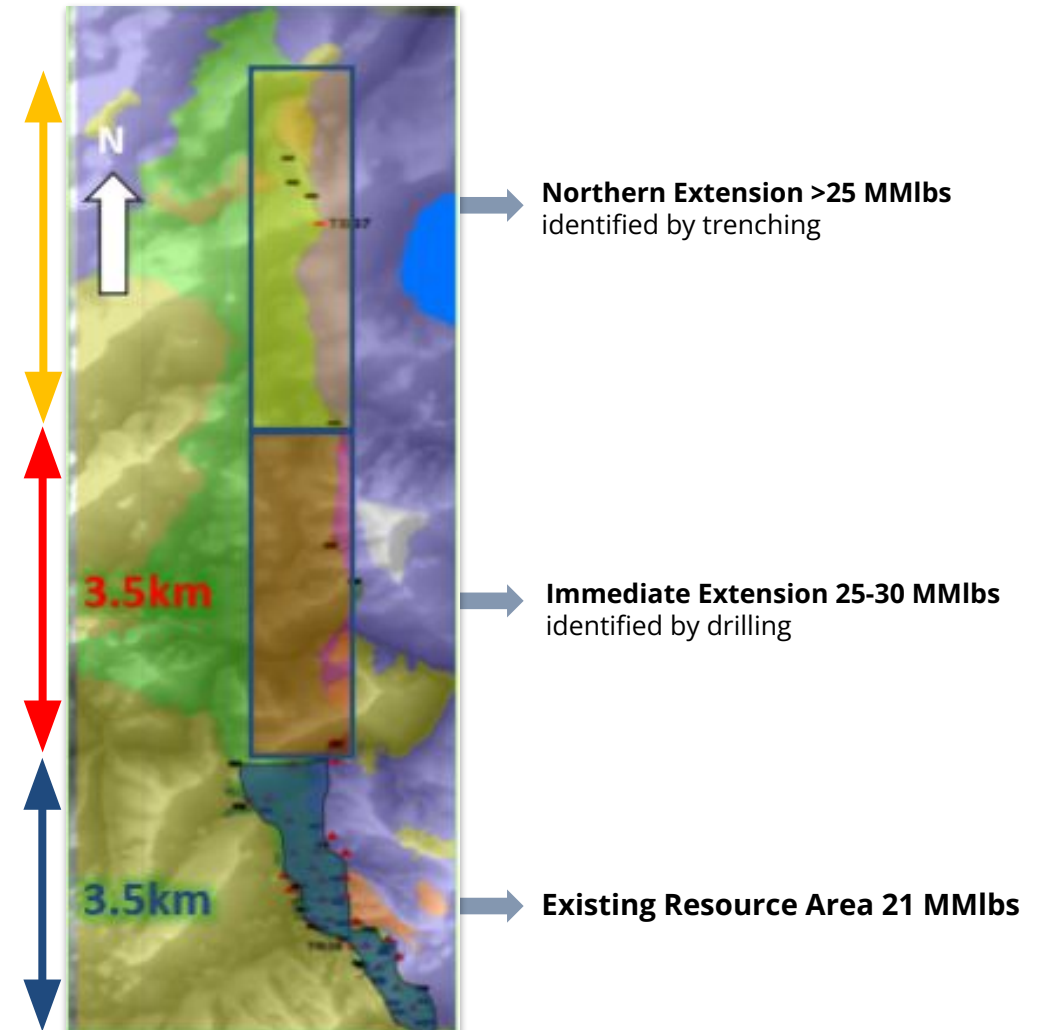 N
Northern Extension >25 MMlbs
identified by trenching
3.5km
Immediate Extension 25-30 MMlbs
identified by drilling
3.5km
Existing Resource Area 21 MMlbs